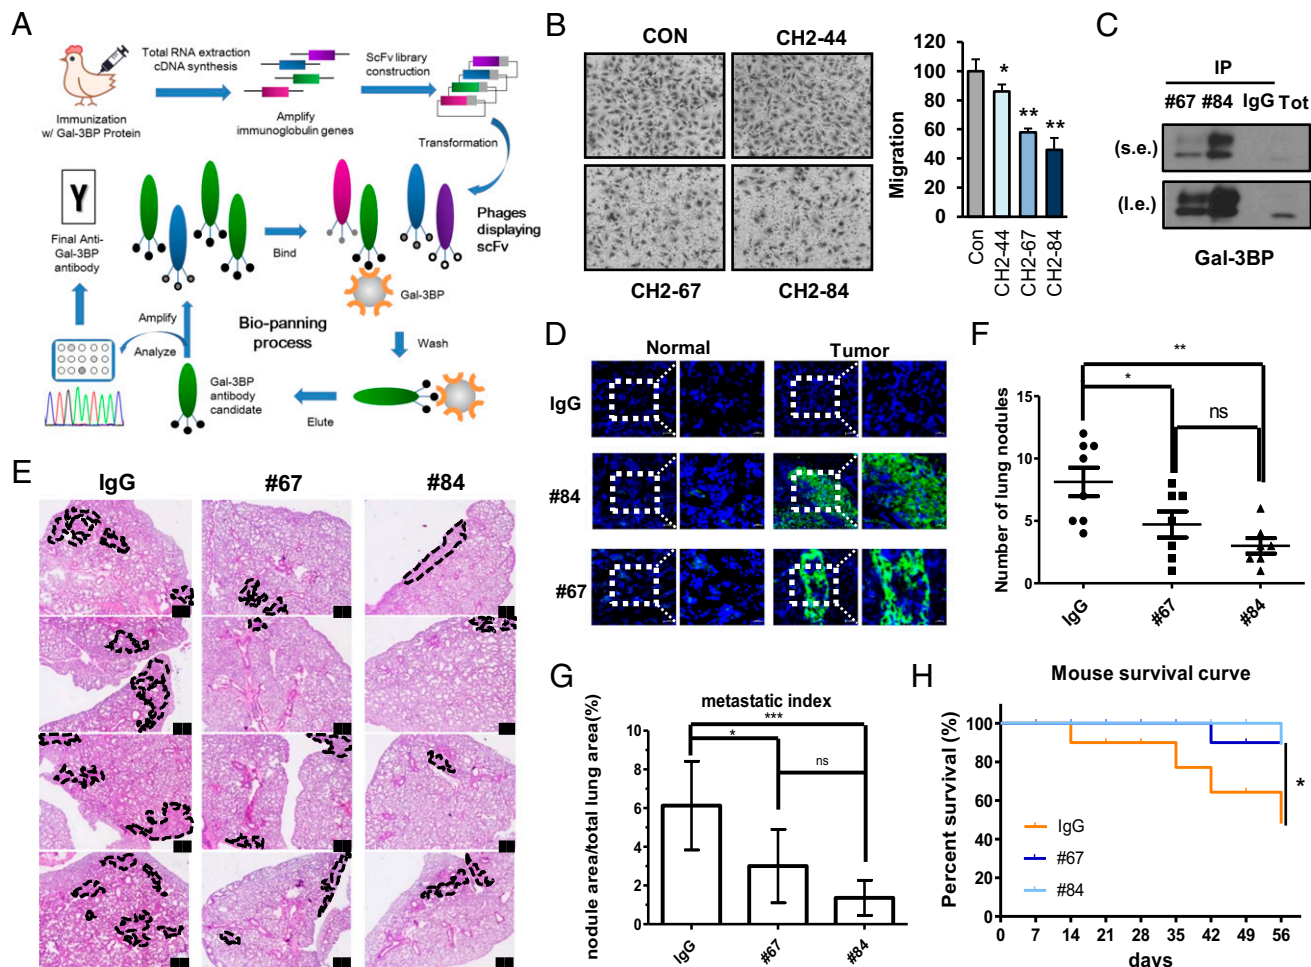 A
Immunization
w/ Gal-3BP Protein
Total RNA extraction
cDNA synthesis
Amplify
immunoglobulin genes
ScFv library
construction
Transformation
Phages
displaying
scFv
Bind
Gal-3BP
Bio-panning
process
Wash
Elute
Gal-3BP
antibody
candidate
Amplify
Analyze
Y
Final Anti-
Gal-3BP
antibody
B
CON
CH2-44
CH2-67
CH2-84
Migration
120
100
80
60
40
20
0
*
**
**
Con
CH2-44
CH2-67
CH2-84
C
IP
#67 #84 IgG Tot
(s.e.)
(l.e.)
Gal-3BP
D
Normal
Tumor
IgG
#84
#67
E
IgG
#67
#84
F
Number of lung nodules
15
10
5
0
**
*
ns
IgG
#67
#84
G
metastatic index
nodule area/total lung area(%)
10
8
6
4
2
0
***
*
ns
IgG
#67
#84
H
Mouse survival curve
Percent survival (%)
100
80
60
40
20
0
IgG
#67
#84
*
0 7 14 21 28 35 42 49 56
days